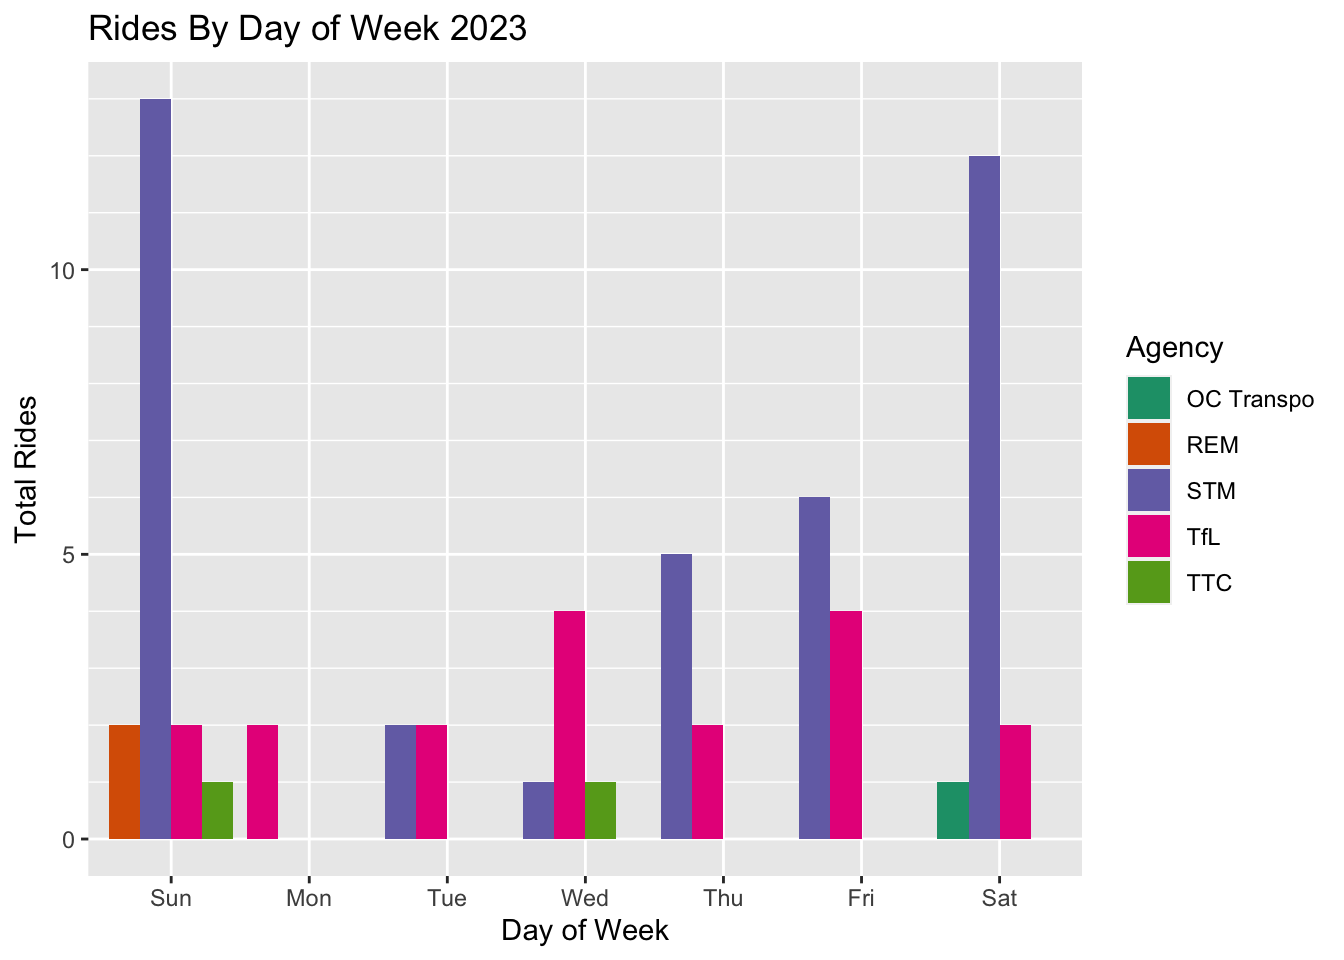 Rides By Day of Week 2023
Total Rides
10
5
0
Sun Mon Tue Wed Thu Fri Sat
Day of Week
Agency
OC Transpo
REM
STM
TfL
TTC